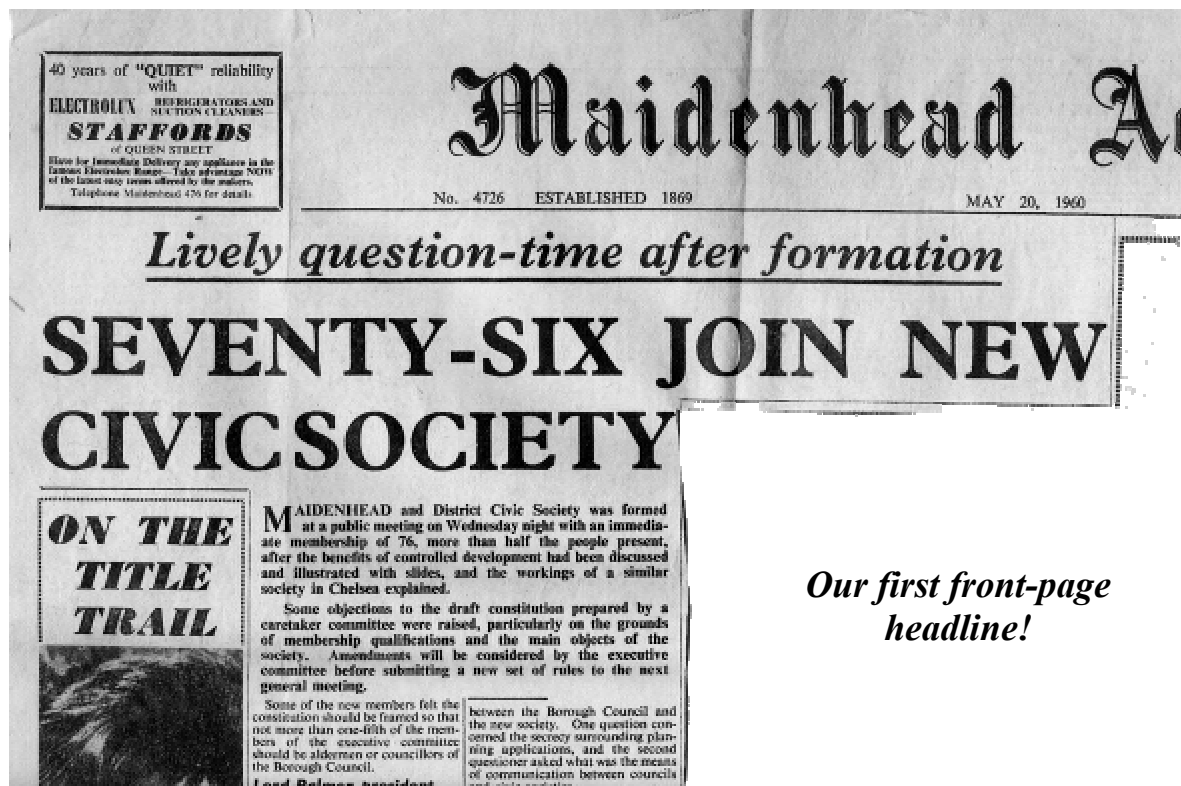 40 years of "QUIET" reliability
with
ELECTROLUX REFRIGERATORS AND
SUCTION CLEANERS—
STAFFORDS
of QUEEN STREET
Have for Immediate Delivery any appliance in the
famous Electrolux Range—Take advantage NOW
of the latest easy terms offered by the makers.
Telephone Maidenhead 476 for details
Maidenhead
No. 4726 ESTABLISHED 1869
MAY 20, 1960
Lively question-time after formation
SEVENTY-SIX JOIN NEW
CIVIC SOCIETY
ON THE
TITLE
TRAIL
MAIDENHEAD and District Civic Society was formed
at a public meeting on Wednesday night with an immedia-
ate membership of 76, more than half the people present,
after the benefits of controlled development had been discussed
and illustrated with slides, and the workings of a similar
society in Chelsea explained.
Some objections to the draft constitution prepared by a
caretaker committee were raised, particularly on the grounds
of membership qualifications and the main objects of the
society. Amendments will be considered by the executive
committee before submitting a new set of rules to the next
general meeting.
Some of the new members felt the
constitution should be framed so that
not more than one-fifth of the mem-
bers of the executive committee
should be aldermen or councillors of
the Borough Council.
between the Borough Council and
the new society. One question con-
cerned the secrecy surrounding plan-
ning applications, and the second
questioner asked what was the means
of communication between councils
Our first front-page
headline!